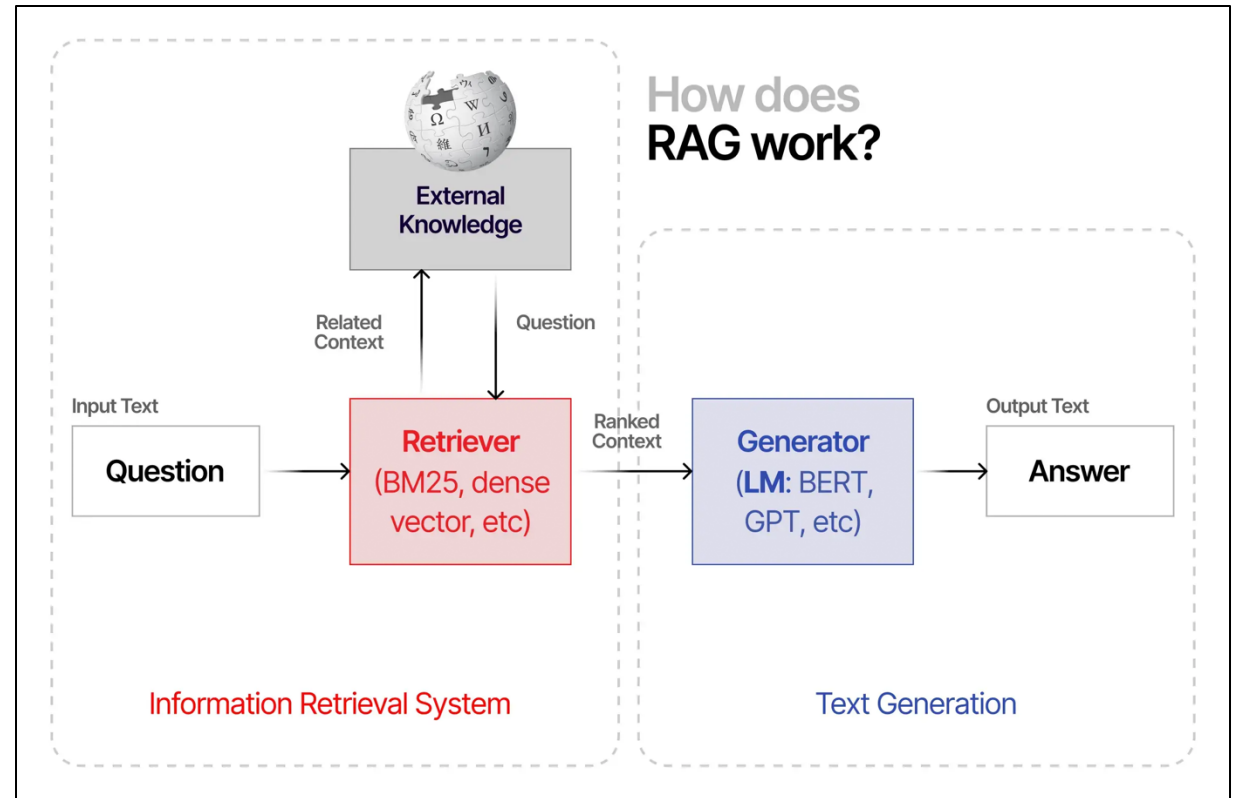 How does
RAG work?
External
Knowledge
Related
Context
Question
Input Text
Question
Retriever
(BM25, dense
vector, etc)
Ranked
Context
Generator
(LM: BERT,
GPT, etc)
Output Text
Answer
Information Retrieval System
Text Generation